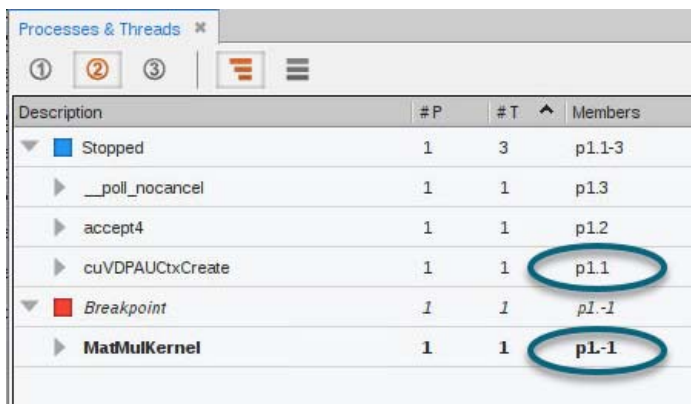 Processes & Threads
1 2 3
Description #P #T Members
Stopped 1 3 p1.1-3
__poll_nocancel 1 1 p1.3
accept4 1 1 p1.2
cuVDPAUCtxCreate 1 1 p1.1
Breakpoint 1 1 p1.-1
MatMulKernel 1 1 p1.-1